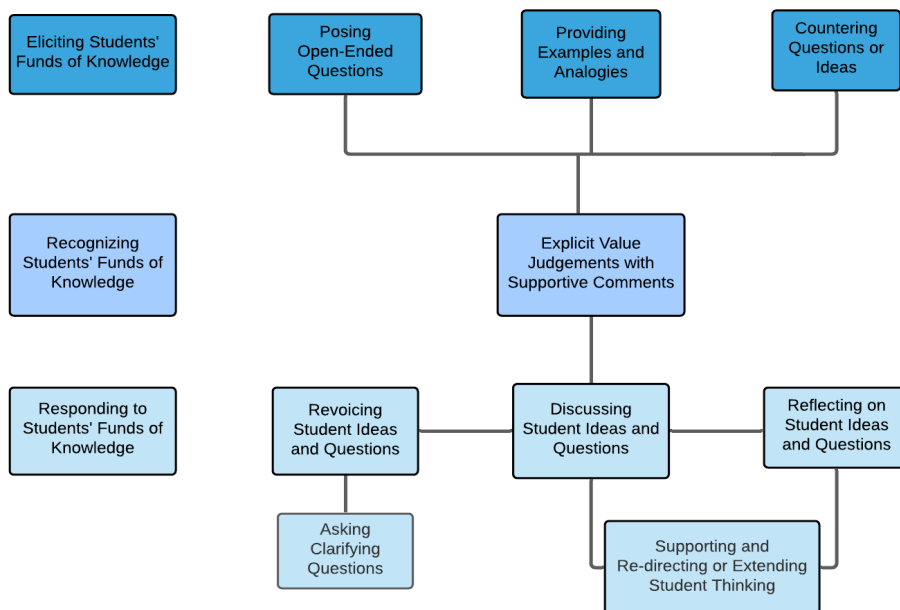 Eliciting Students'
Funds of Knowledge
Posing
Open-Ended
Questions
Providing
Examples and
Analogies
Countering
Questions or
Ideas
Recognizing
Students' Funds of
Knowledge
Explicit Value
Judgements with
Supportive Comments
Responding to
Students' Funds of
Knowledge
Revoicing
Student Ideas
and Questions
Discussing
Student Ideas and
Questions
Reflecting on
Student Ideas
and Questions
Asking
Clarifying
Questions
Supporting and
Re-directing or Extending
Student Thinking